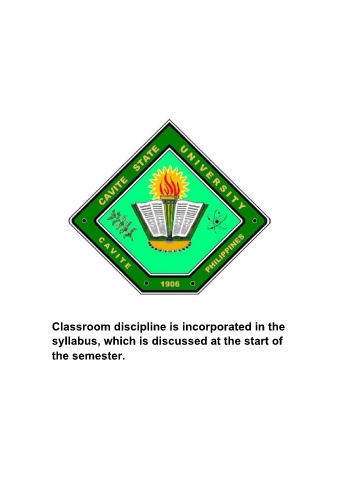 CAVITE STATE UNIVERSITY
CAVITE
PHILIPPINES
1906
Classroom discipline is incorporated in the
syllabus, which is discussed at the start of
the semester.